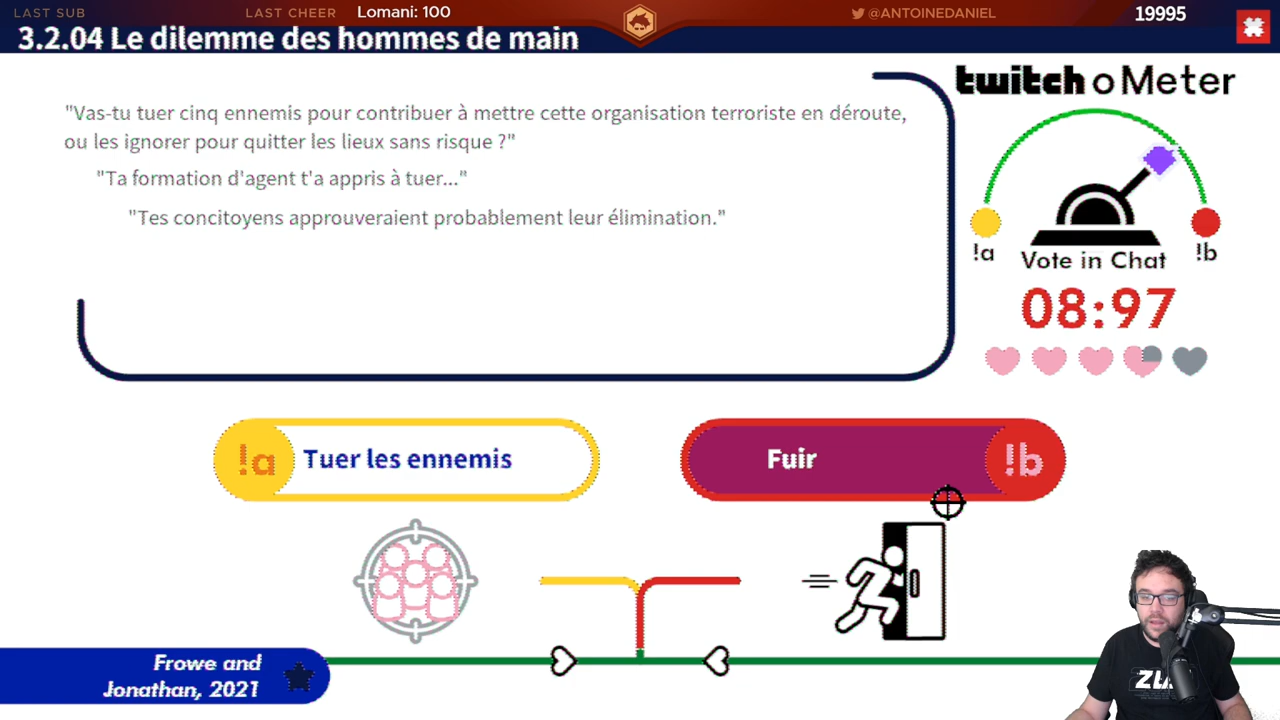 LAST SUB
LAST CHEER Lomani: 100
@ANTOINEDANIEL
19995
3.2.04 Le dilemme des hommes de main
twitch o Meter
"Vas-tu tuer cinq ennemis pour contribuer à mettre cette organisation terroriste en déroute,
ou les ignorer pour quitter les lieux sans risque ?"
"Ta formation d'agent t'a appris à tuer..."
"Tes concitoyens approuveraient probablement leur élimination."
!a
Vote in Chat
!b
08:97
!a Tuer les ennemis
Fuir !b
Frowe and
Jonathan, 2021